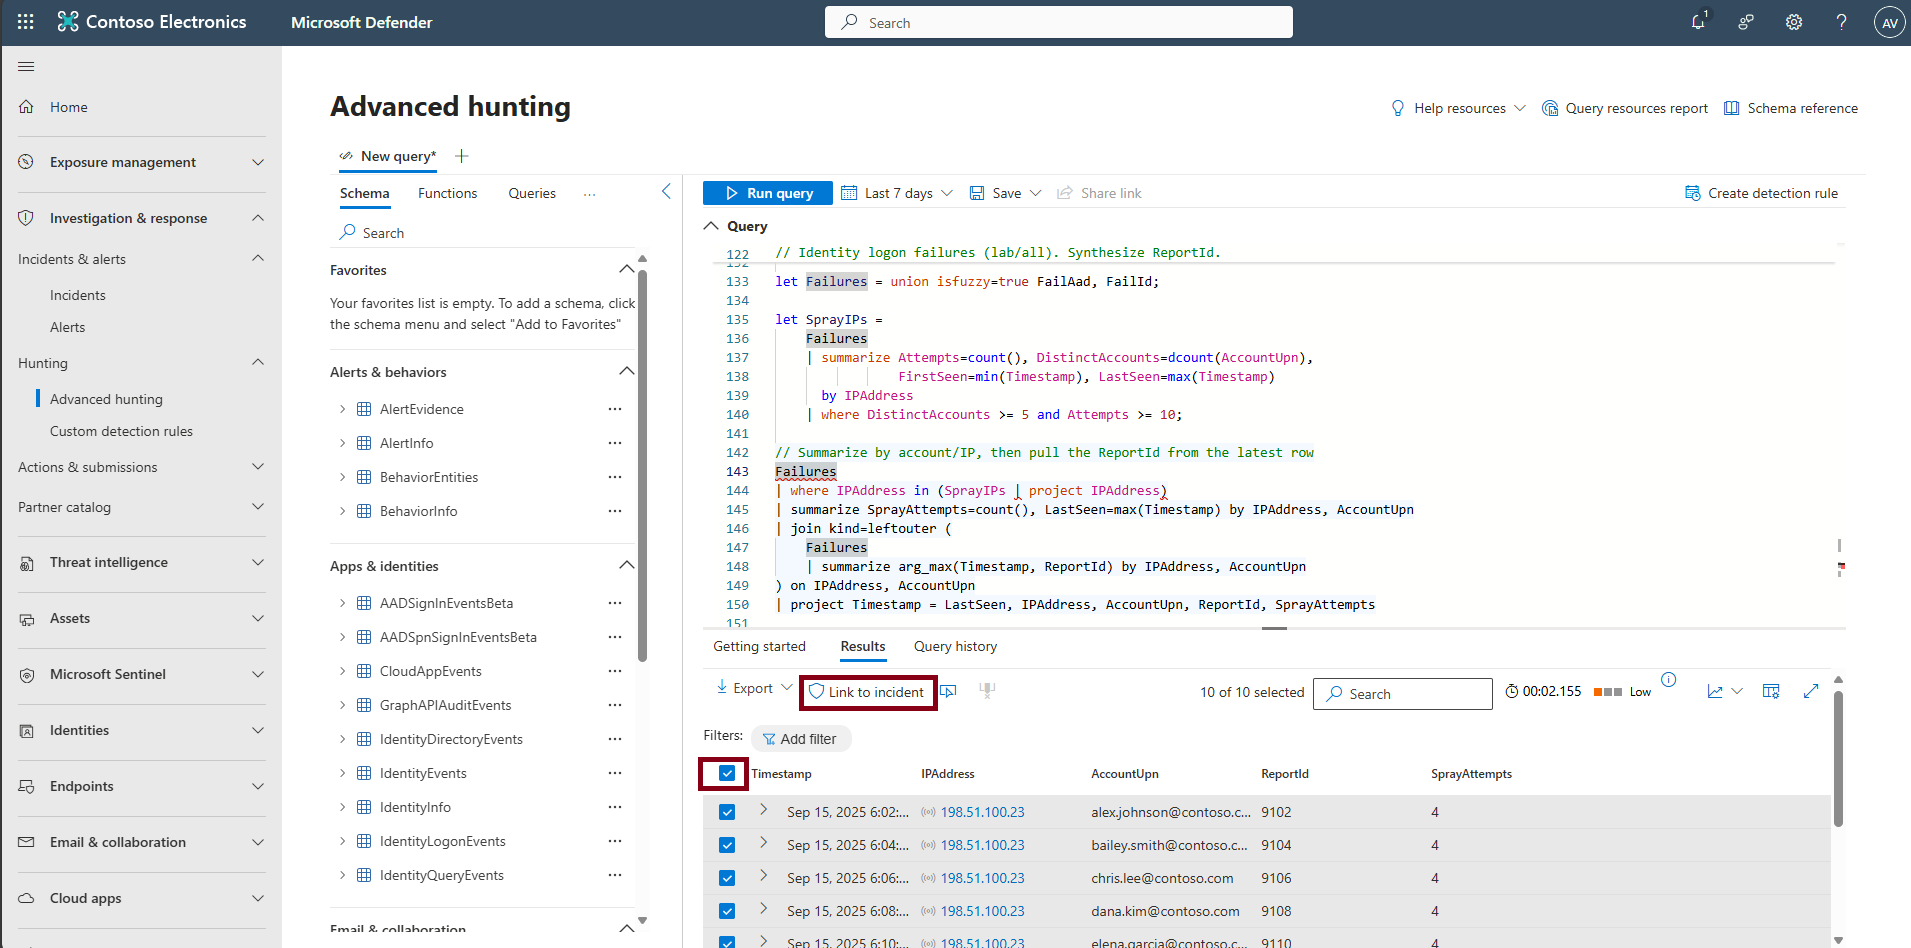 Contoso Electronics
Microsoft Defender
Search
1
AV
Home
Exposure management
Investigation & response
Incidents & alerts
Incidents
Alerts
Hunting
Advanced hunting
Custom detection rules
Actions & submissions
Partner catalog
Threat intelligence
Assets
Microsoft Sentinel
Identities
Endpoints
Email & collaboration
Cloud apps
Advanced hunting
Help resources
Query resources report
Schema reference
New query*
Schema
Functions
Queries
Search
Favorites
Your favorites list is empty. To add a schema, click
the schema menu and select "Add to Favorites"
Alerts & behaviors
AlertEvidence
AlertInfo
BehaviorEntities
BehaviorInfo
Apps & identities
AADSignInEventsBeta
AADSpnSignInEventsBeta
CloudAppEvents
GraphAPIAuditEvents
IdentityDirectoryEvents
IdentityEvents
IdentityInfo
IdentityLogonEvents
IdentityQueryEvents
Email & collaboration
Run query
Last 7 days
Save
Share link
Create detection rule
Query
122 // Identity logon failures (lab/all). Synthesize ReportId.
132
133 let Failures = union isfuzzy=true FailAad, FailId;
134
135 let SprayIPs =
136 Failures
137 | summarize Attempts=count(), DistinctAccounts=dcount(AccountUpn),
138 FirstSeen=min(Timestamp), LastSeen=max(Timestamp)
139 by IPAddress
140 | where DistinctAccounts >= 5 and Attempts >= 10;
141
142 // Summarize by account/IP, then pull the ReportId from the latest row
143 Failures
144 | where IPAddress in (SprayIPs | project IPAddress)
145 | summarize SprayAttempts=count(), LastSeen=max(Timestamp) by IPAddress, AccountUpn
146 | join kind=leftouter (
147 Failures
148 | summarize arg_max(Timestamp, ReportId) by IPAddress, AccountUpn
149 ) on IPAddress, AccountUpn
150 | project Timestamp = LastSeen, IPAddress, AccountUpn, ReportId, SprayAttempts
151
Getting started
Results
Query history
Export
Link to incident
10 of 10 selected
Search
00:02.155
Low
Filters:
Add filter
Timestamp IPAddress AccountUpn ReportId SprayAttempts
Sep 15, 2025 6:02:... 198.51.100.23 alex.johnson@contoso.c... 9102 4
Sep 15, 2025 6:04:... 198.51.100.23 bailey.smith@contoso.c... 9104 4
Sep 15, 2025 6:06:... 198.51.100.23 chris.lee@contoso.com 9106 4
Sep 15, 2025 6:08:... 198.51.100.23 dana.kim@contoso.com 9108 4
Sep 15, 2025 6:10:... 198.51.100.23 elena.garcia@contoso.c... 9110 4